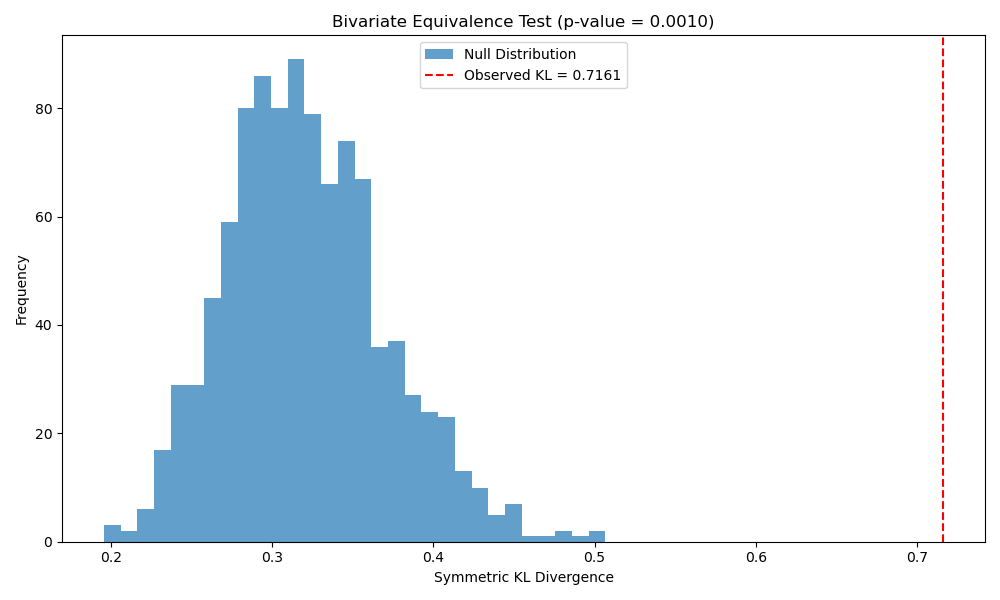 Bivariate Equivalence Test (p-value = 0.0010)
Null Distribution
Observed KL = 0.7161
Frequency
80
60
40
20
0
0.2 0.3 0.4 0.5 0.6 0.7
Symmetric KL Divergence